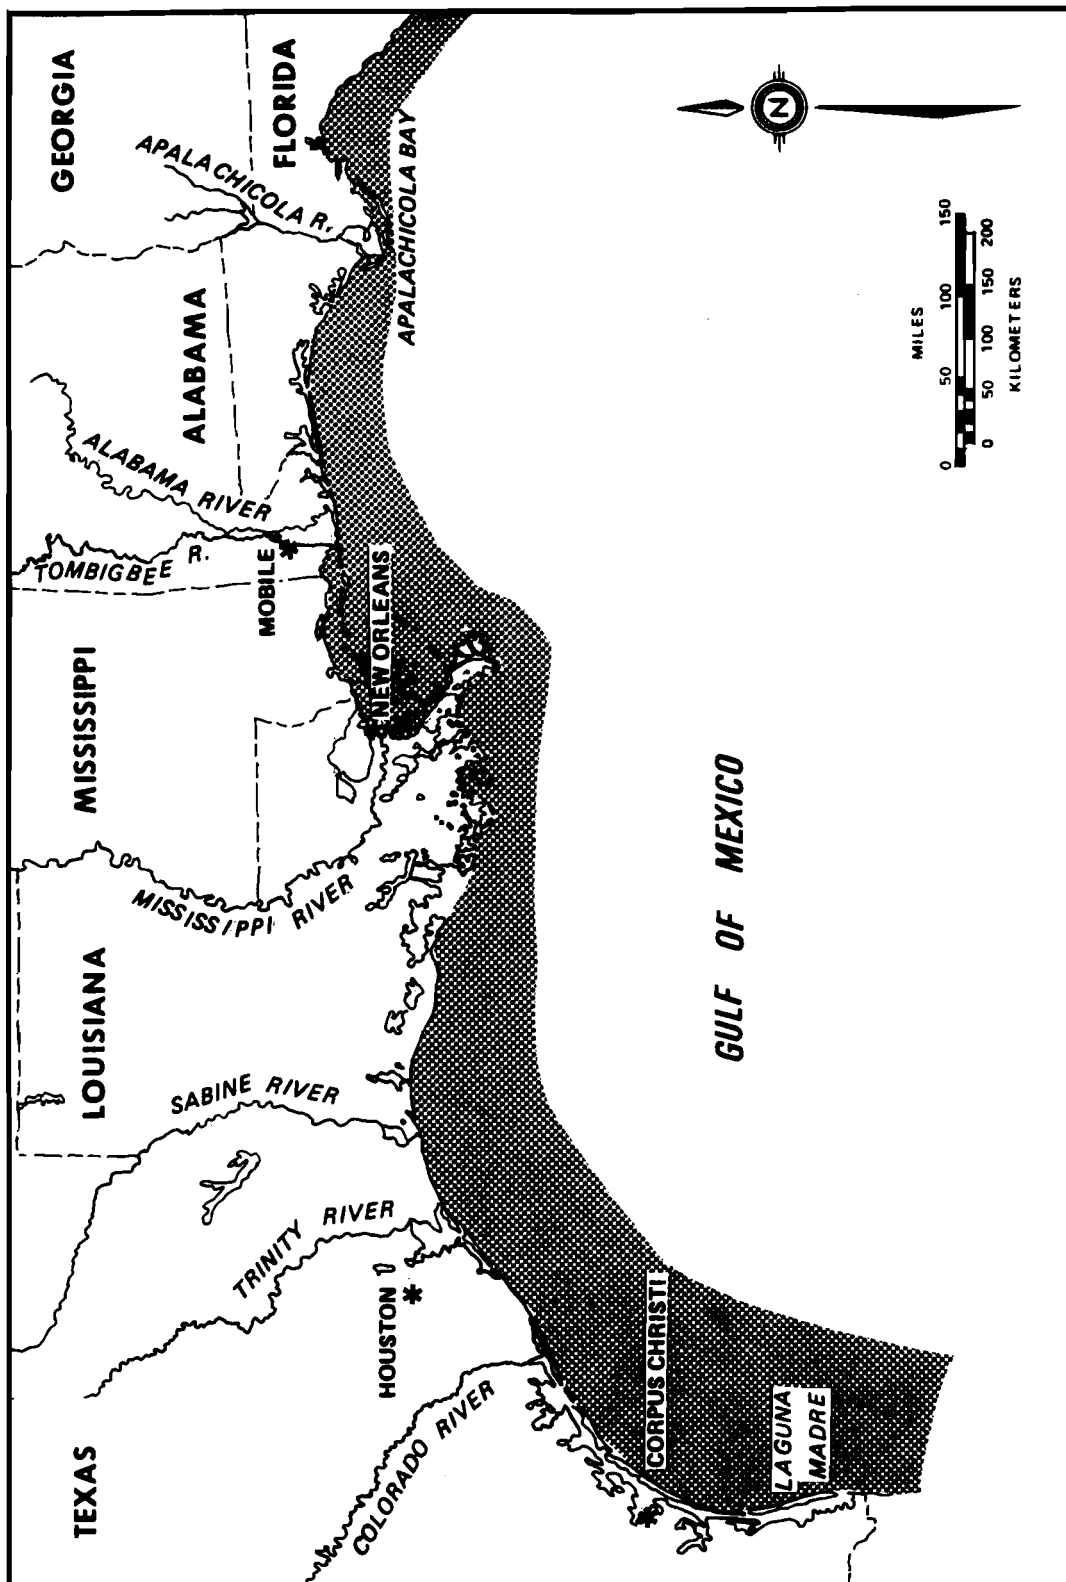 TEXAS
LOUISIANA
MISSISSIPPI
ALABAMA
GEORGIA
FLORIDA
COLORADO RIVER
TRINITY RIVER
SABINE RIVER
MISSISSIPPI RIVER
TOMBIGBEE R.
ALABAMA RIVER
APALACHICOLA R.
HOUSTON
MOBILE
NEW ORLEANS
APALACHICOLA BAY
CORPUS CHRISTI
LAGUNA
MADRE
GULF OF MEXICO
N
MILES
0 50 100 150
0 50 100 150 200
KILOMETERS